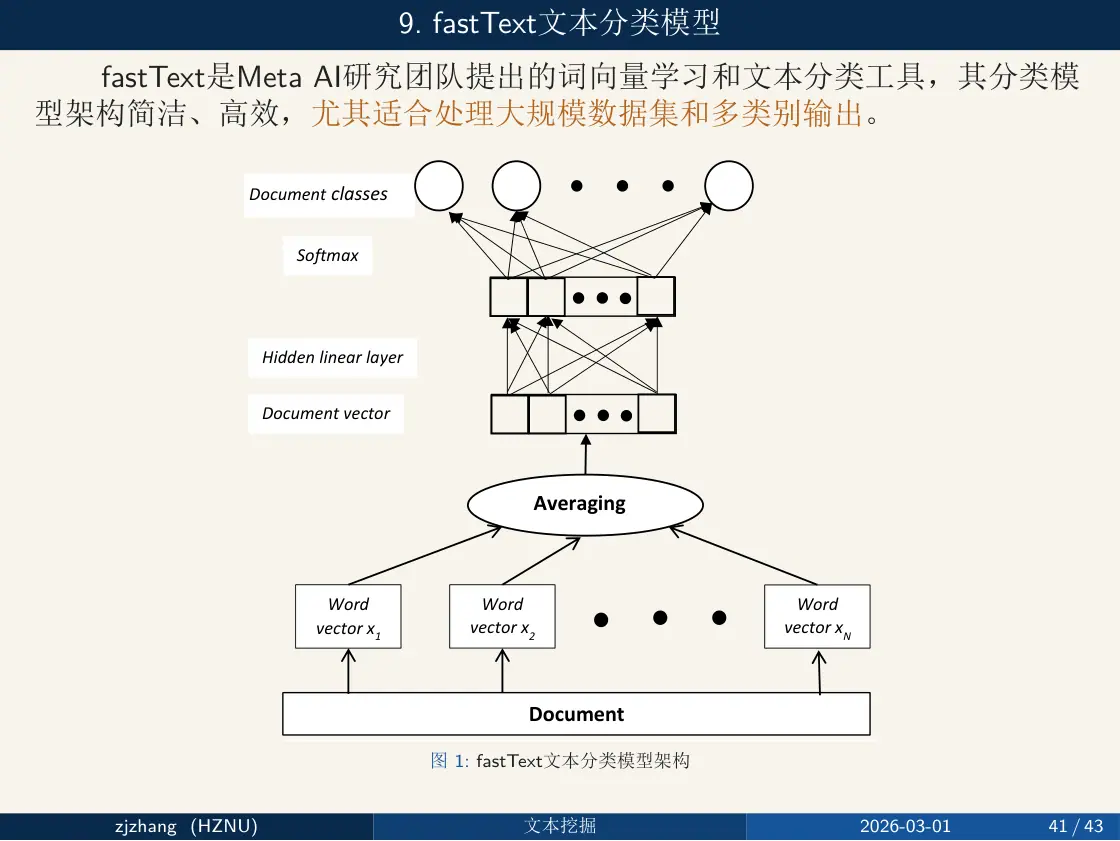 9. fastText文本分类模型
fastText是Meta AI研究团队提出的词向量学习和文本分类工具，其分类模
型架构简洁、高效，尤其适合处理大规模数据集和多类别输出。
Document classes
Softmax
Hidden linear layer
Document vector
Averaging
Word
vector x1
Word
vector x2
Word
vector xN
Document
图 1: fastText文本分类模型架构
zjzhang (HZNU)
文本挖掘
2026-03-01
41 / 43